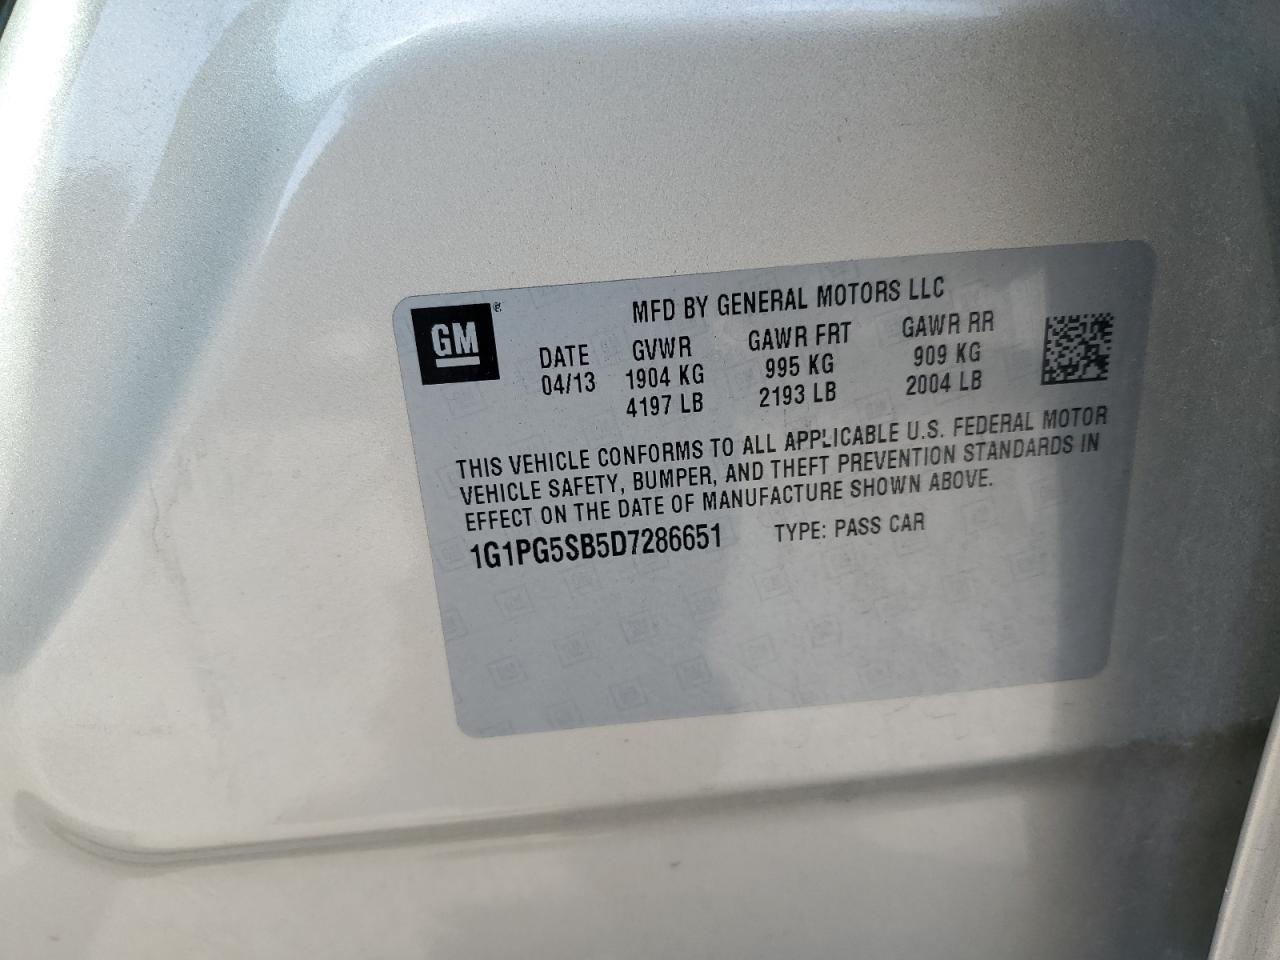 GM
MFD BY GENERAL MOTORS LLC
DATE GVWR GAWR FRT GAWR RR
04/13 1904 KG 995 KG 909 KG
4197 LB 2193 LB 2004 LB
THIS VEHICLE CONFORMS TO ALL APPLICABLE U.S. FEDERAL MOTOR
VEHICLE SAFETY, BUMPER, AND THEFT PREVENTION STANDARDS IN
EFFECT ON THE DATE OF MANUFACTURE SHOWN ABOVE.
1G1PG5SB5D7286651 TYPE: PASS CAR